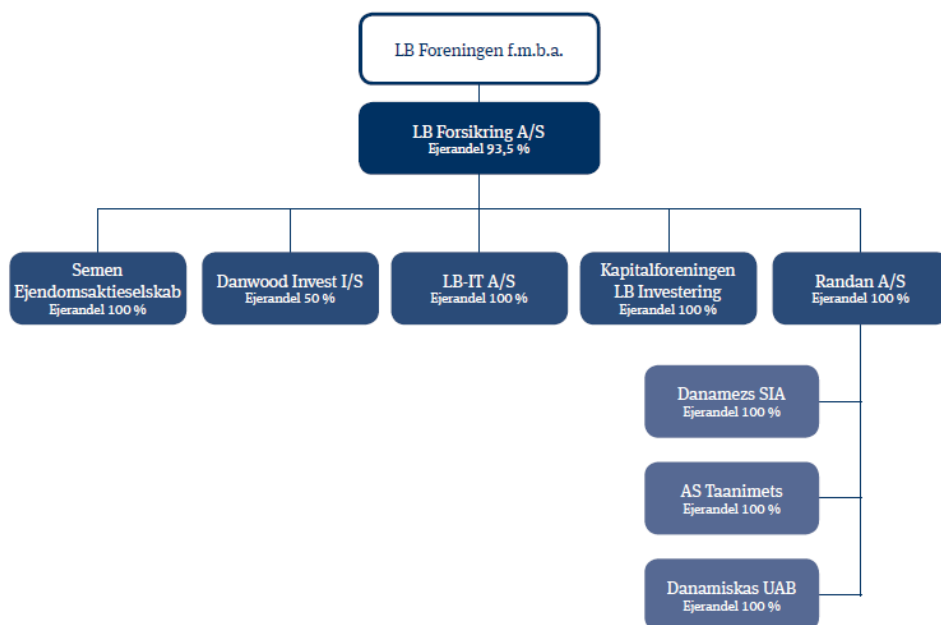 LB Foreningen f.m.b.a.
LB Forsikring A/S
Ejerandel 93,5 %
Semen
Ejendomsaktieselskab
Ejerandel 100 %
Danwood Invest I/S
Ejerandel 50 %
LB-IT A/S
Ejerandel 100 %
Kapitalforeningen
LB Investering
Ejerandel 100 %
Randan A/S
Ejerandel 100 %
Danamezs SIA
Ejerandel 100 %
AS Taanimets
Ejerandel 100 %
Danamiskas UAB
Ejerandel 100 %